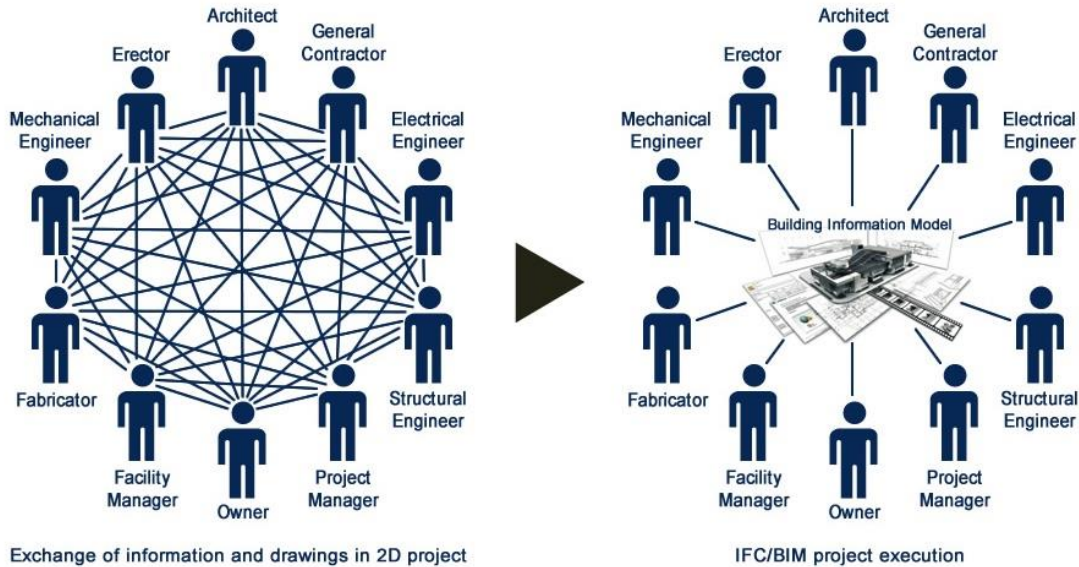 Architect
Erector
General
Contractor
Mechanical
Engineer
Electrical
Engineer
Fabricator
Structural
Engineer
Facility
Manager
Project
Manager
Owner
Exchange of information and drawings in 2D project
Architect
Erector
General
Contractor
Mechanical
Engineer
Electrical
Engineer
Building Information Model
Fabricator
Structural
Engineer
Facility
Manager
Project
Manager
Owner
IFC/BIM project execution